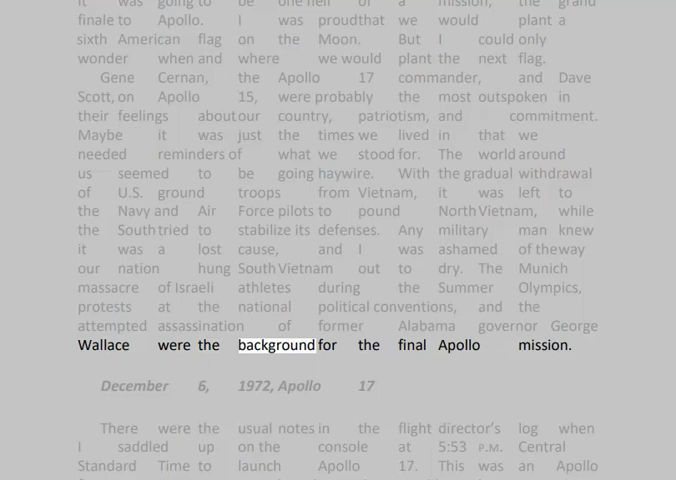 it was going to be one hell of a mission, the grand
finale to Apollo. I was proud that we would plant a
sixth American flag on the Moon. But I could only
wonder when and where we would plant the next flag.
Gene Cernan, the Apollo 17 commander, and Dave
Scott, on Apollo 15, were probably the most outspoken in
their feelings about our country, patriotism, and commitment.
Maybe it was just the times we lived in that we
needed reminders of what we stood for. The world around
us seemed to be going haywire. With the gradual withdrawal
of U.S. ground troops from Vietnam, it was left to
the Navy and Air Force pilots to pound North Vietnam, while
the South tried to stabilize its defenses. Any military man knew
it was a lost cause, and I was ashamed of the way
our nation hung South Vietnam out to dry. The Munich
massacre of Israeli athletes during the Summer Olympics,
protests at the national political conventions, and the
attempted assassination of former Alabama governor George
Wallace were the background for the final Apollo mission.
December 6, 1972, Apollo 17
There were the usual notes in the flight director's log when
I saddled up on the console at 5:53 P.M. Central
Standard Time to launch Apollo 17. This was an Apollo